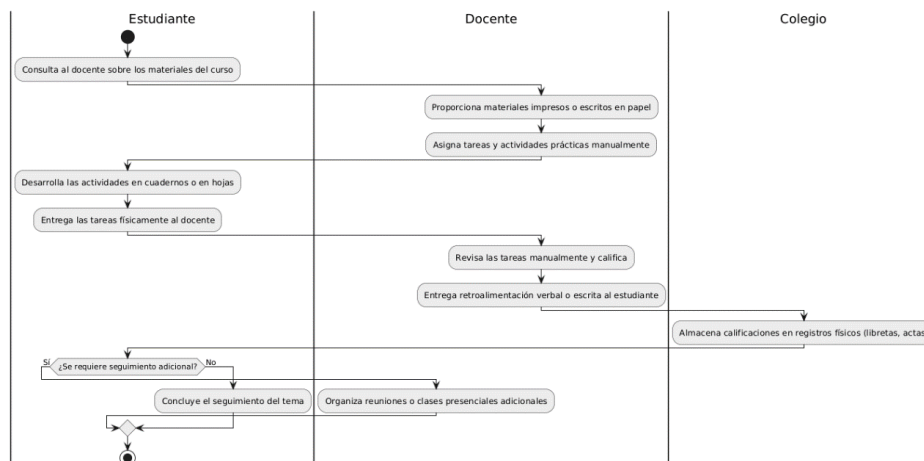 Estudiante
Docente
Colegio
Consulta al docente sobre los materiales del curso
Proporciona materiales impresos o escritos en papel
Asigna tareas y actividades prácticas manualmente
Desarrolla las actividades en cuadernos o en hojas
Entrega las tareas físicamente al docente
Revisa las tareas manualmente y califica
Entrega retroalimentación verbal o escrita al estudiante
Almacena calificaciones en registros físicos (libretas, actas
Sí
¿Se requiere seguimiento adicional?
No
Concluye el seguimiento del tema
Organiza reuniones o clases presenciales adicionales